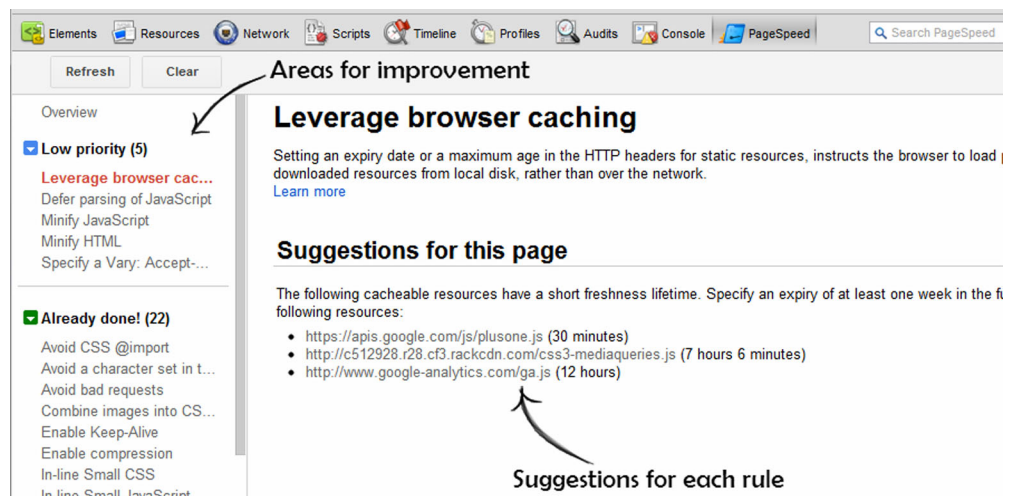 Elements Resources Network Scripts Timeline Profiles Audits Console PageSpeed Search PageSpeed
Refresh Clear
Areas for improvement
Overview
Low priority (5)
Leverage browser cac...
Defer parsing of JavaScript
Minify JavaScript
Minify HTML
Specify a Vary: Accept-...
Already done! (22)
Avoid CSS @import
Avoid a character set in t...
Avoid bad requests
Combine images into CS...
Enable Keep-Alive
Enable compression
In-line Small CSS
In-line Small JavaScript
Leverage browser caching
Setting an expiry date or a maximum age in the HTTP headers for static resources, instructs the browser to load
downloaded resources from local disk, rather than over the network.
Learn more
Suggestions for this page
The following cacheable resources have a short freshness lifetime. Specify an expiry of at least one week in the
following resources:
• https://apis.google.com/js/plusone.js (30 minutes)
• http://c512928.r28.cf3.rackcdn.com/css3-mediaqueries.js (7 hours 6 minutes)
• http://www.google-analytics.com/ga.js (12 hours)
Suggestions for each rule